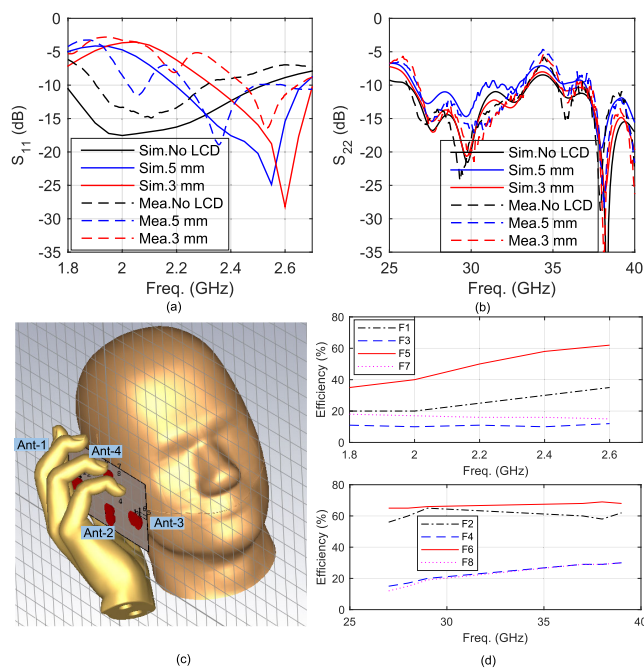 0
-5
-10
-15
-20
-25
-30
-35
S11 (dB)
Sim.No LCD
Sim.5 mm
Sim.3 mm
Mea.No LCD
Mea.5 mm
Mea.3 mm
1.8 2 2.2 2.4 2.6
Freq. (GHz)
(a)
0
-5
-10
-15
-20
-25
-30
-35
S22 (dB)
Sim.No LCD
Sim.5 mm
Sim.3 mm
Mea.No LCD
Mea.5 mm
Mea.3 mm
25 30 35 40
Freq. (GHz)
(b)
Ant-1
Ant-4
Ant-3
Ant-2
(c)
80
60
40
20
0
Efficiency (%)
F1
F3
F5
F7
1.8 2 2.2 2.4 2.6
Freq. (GHz)
80
60
40
20
0
Efficiency (%)
F2
F4
F6
F8
25 30 35 40
Freq. (GHz)
(d)